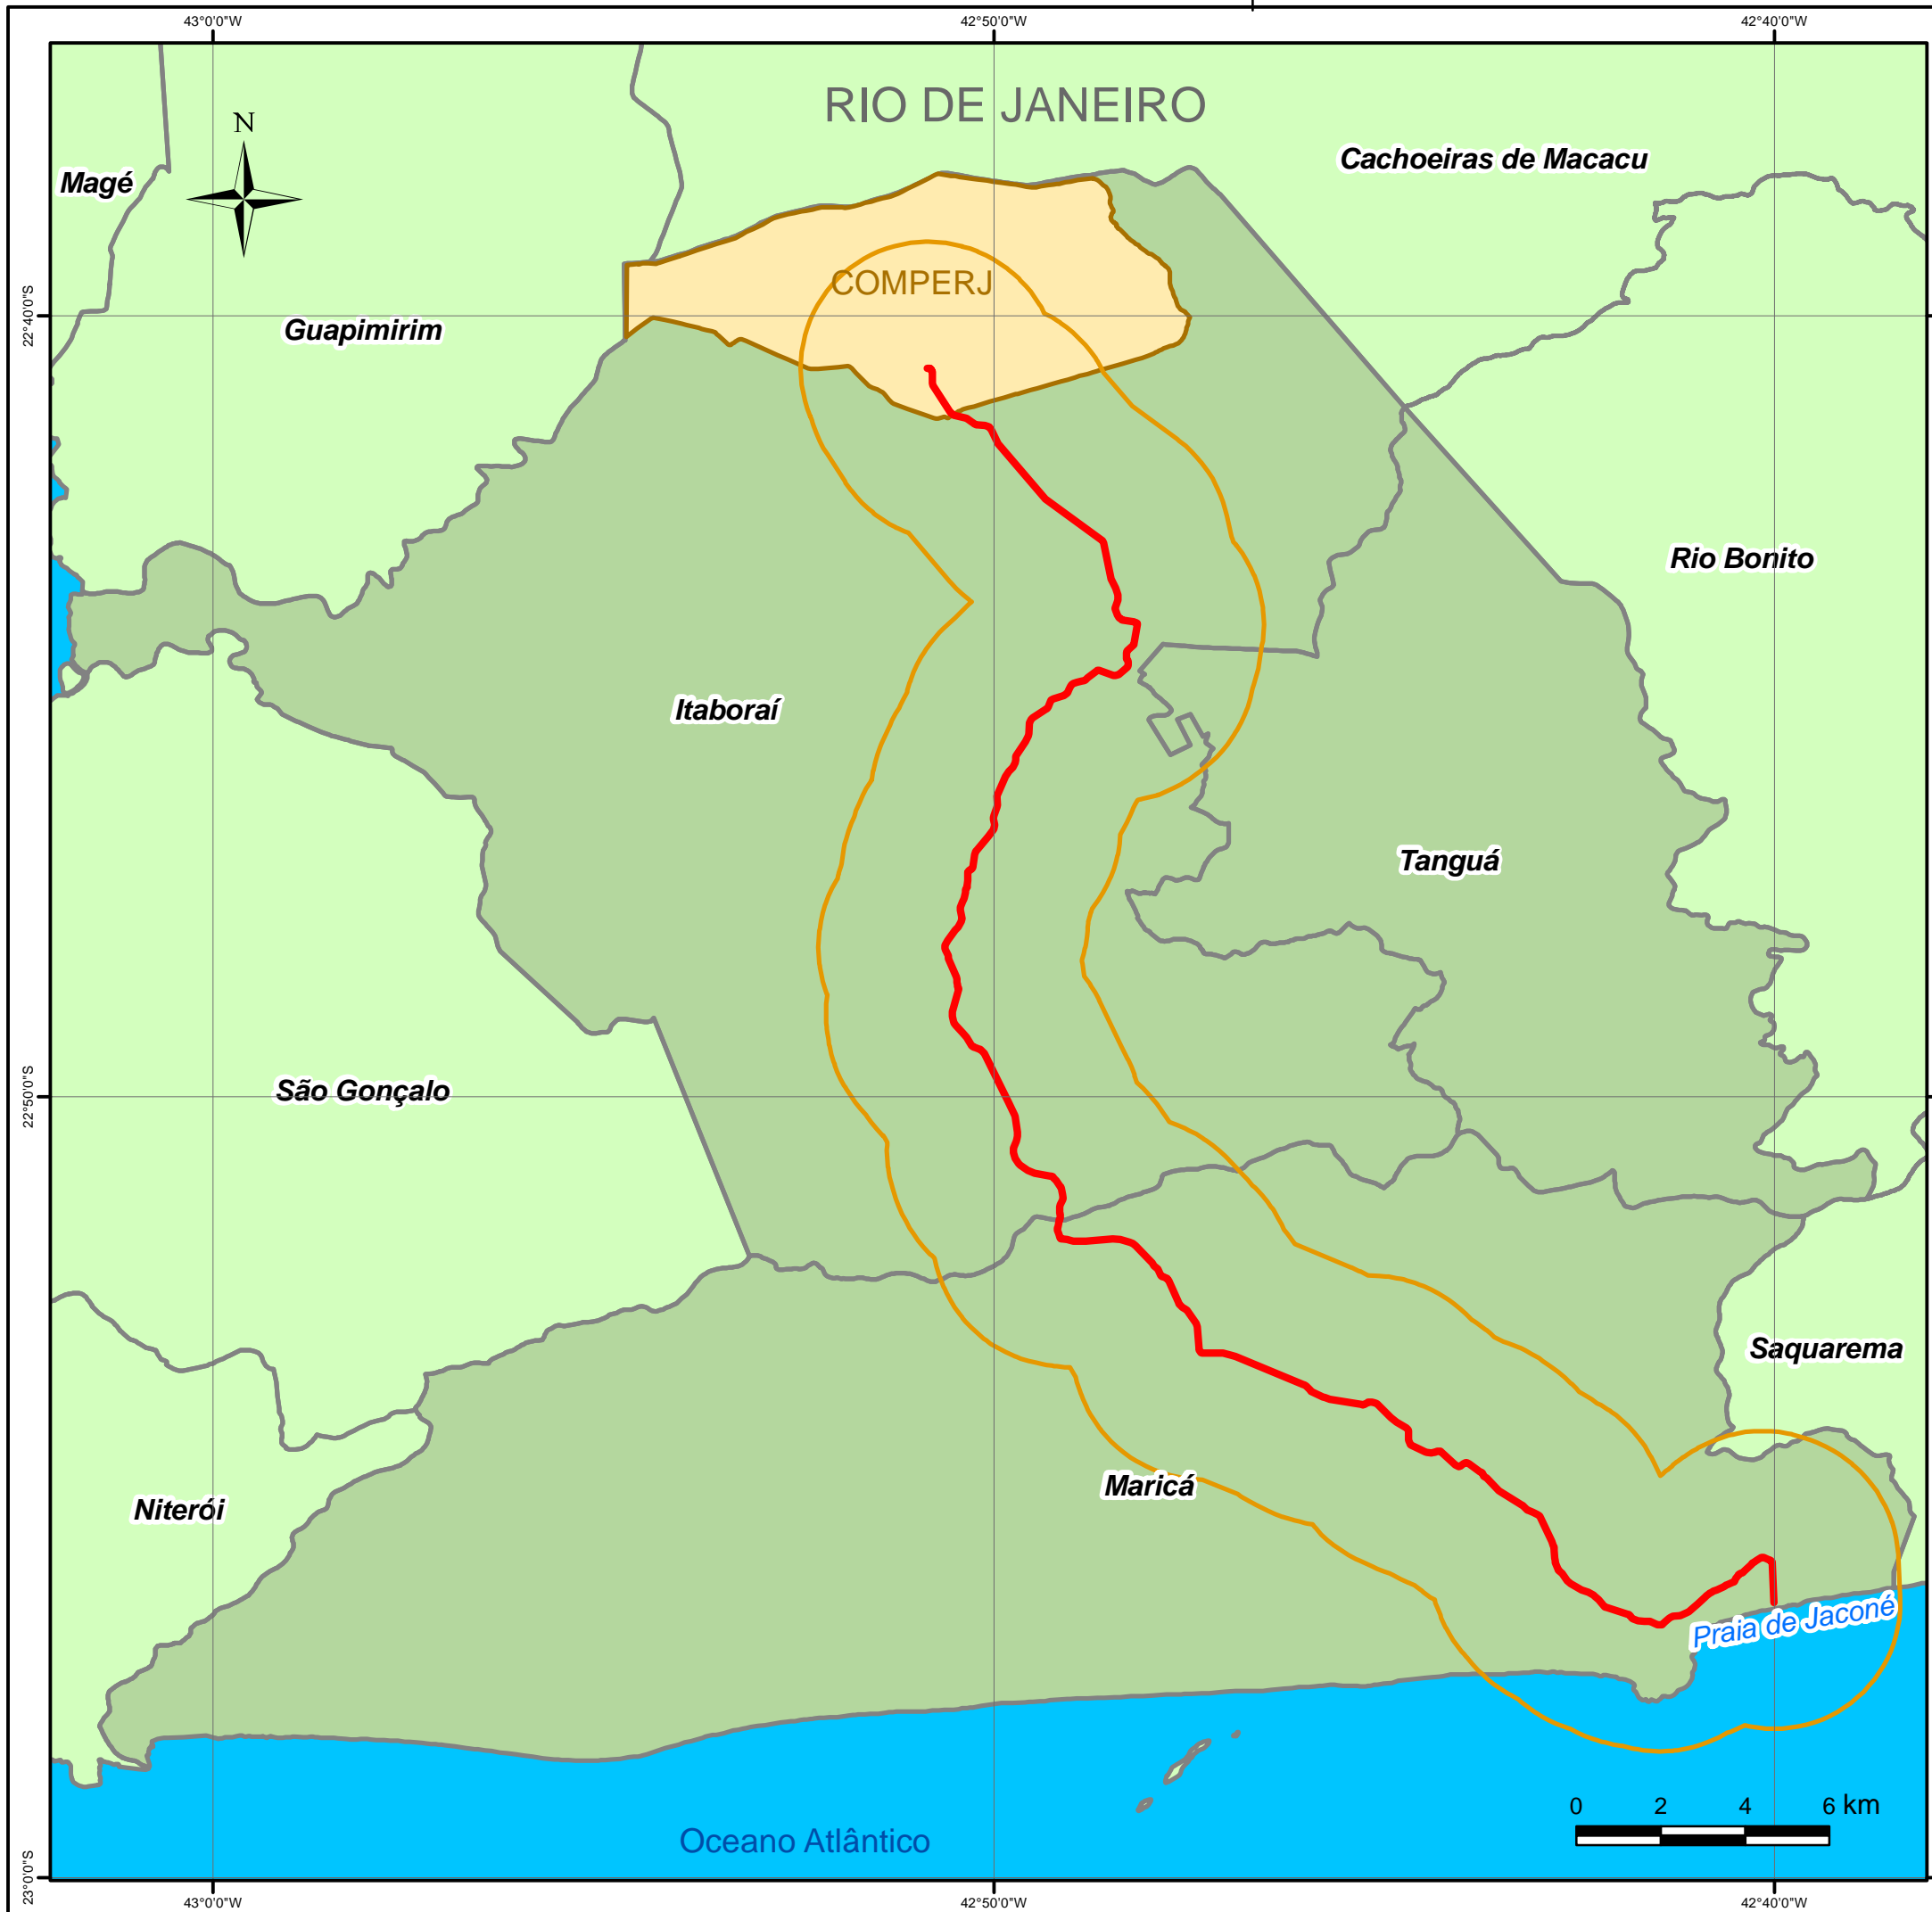 43°0'0"W
42°50'0"W
42°40'0"W
RIO DE JANEIRO
N
Cachoeiras de Macacu
Magé
COMPERJ
22°40'0"S
Guapimirim
Rio Bonito
Itaboraí
Tanguá
22°50'0"S
São Gonçalo
Saquarema
Maricá
Niterói
Praia de Jaconé
0 2 4 6 km
Oceano Atlântico
23°0'0"S
43°0'0"W
42°50'0"W
42°40'0"W